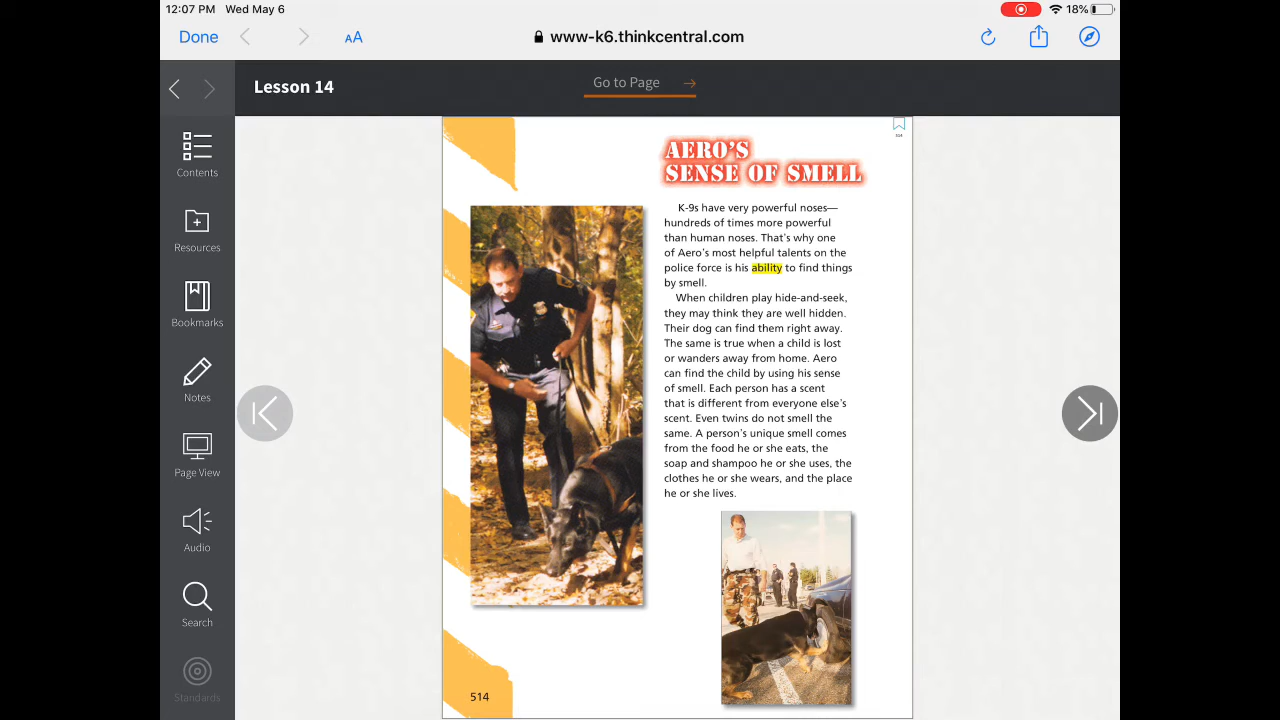 12:07 PM Wed May 6
18%
Done
AA
www-k6.thinkcentral.com
Lesson 14
Go to Page
Contents
Resources
Bookmarks
Notes
Page View
Audio
Search
Standards
514
AERO'S
SENSE OF SMELL
K-9s have very powerful noses—
hundreds of times more powerful
than human noses. That's why one
of Aero's most helpful talents on the
police force is his ability to find things
by smell.
When children play hide-and-seek,
they may think they are well hidden.
Their dog can find them right away.
The same is true when a child is lost
or wanders away from home. Aero
can find the child by using his sense
of smell. Each person has a scent
that is different from everyone else's
scent. Even twins do not smell the
same. A person's unique smell comes
from the food he or she eats, the
soap and shampoo he or she uses, the
clothes he or she wears, and the place
he or she lives.
514